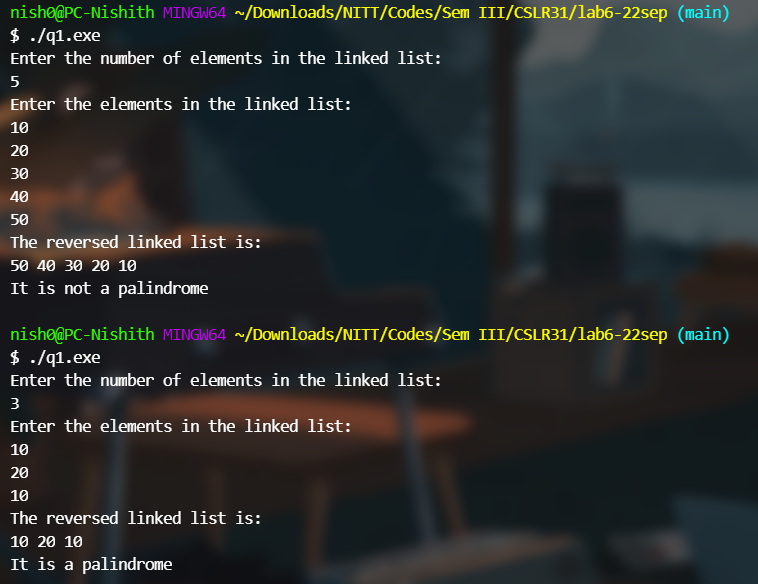 nish0@PC-Nishith MINGW64 ~/Downloads/NITT/Codes/Sem III/CSLR31/lab6-22sep (main)
$ ./q1.exe
Enter the number of elements in the linked list:
5
Enter the elements in the linked list:
10
20
30
40
50
The reversed linked list is:
50 40 30 20 10
It is not a palindrome
nish0@PC-Nishith MINGW64 ~/Downloads/NITT/Codes/Sem III/CSLR31/lab6-22sep (main)
$ ./q1.exe
Enter the number of elements in the linked list:
3
Enter the elements in the linked list:
10
20
10
The reversed linked list is:
10 20 10
It is a palindrome